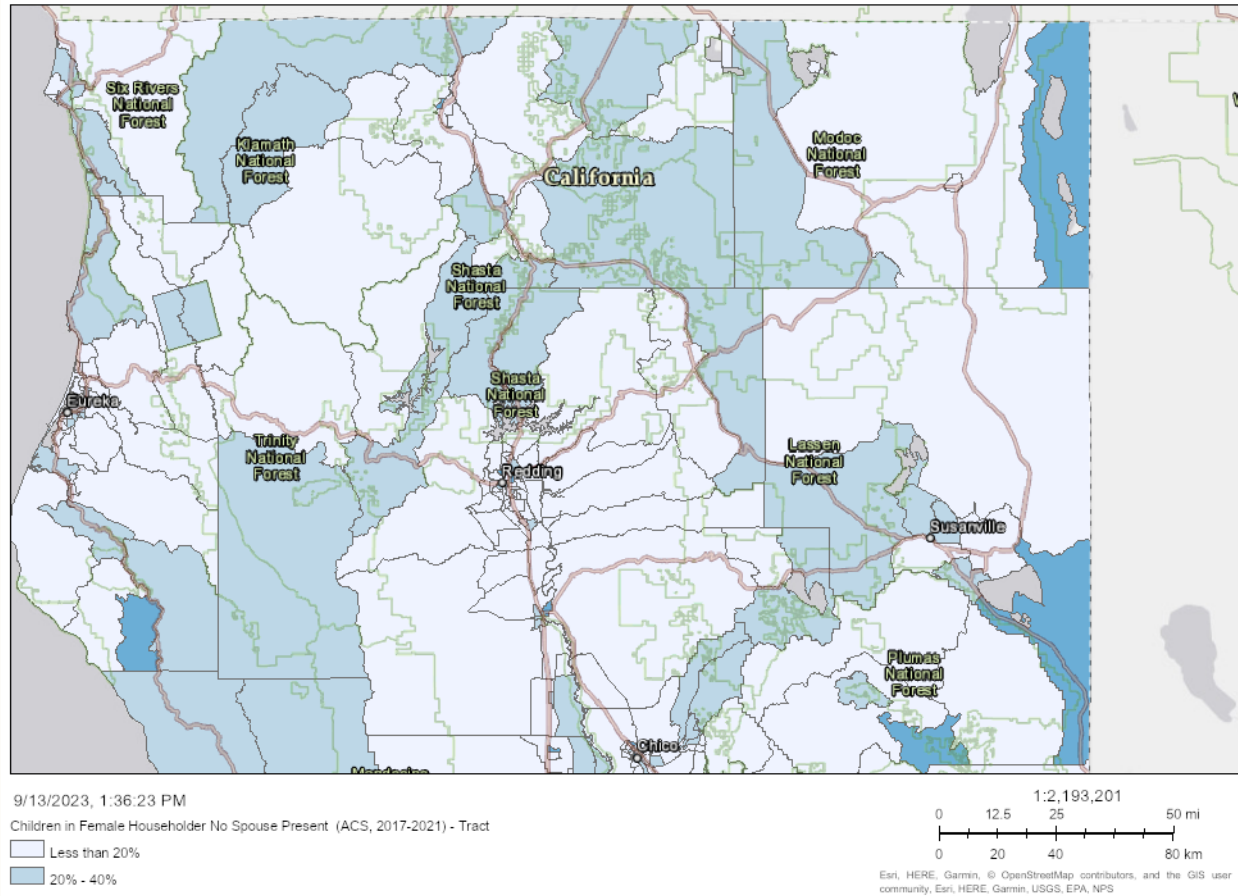 Six Rivers
National
Forest
Klamath
National
Forest
California
Modoc
National
Forest
Shasta
National
Forest
Shasta
National
Forest
Eureka
Trinity
National
Forest
Redding
Lassen
National
Forest
Susanville
Plumas
National
Forest
Chico
9/13/2023, 1:36:23 PM
Children in Female Householder No Spouse Present (ACS, 2017-2021) - Tract
Less than 20%
20% - 40%
1:2,193,201
0 12.5 25 50 mi
0 20 40 80 km
Esri, HERE, Garmin, © OpenStreetMap contributors, and the GIS user
community, Esri, HERE, Garmin, USGS, EPA, NPS